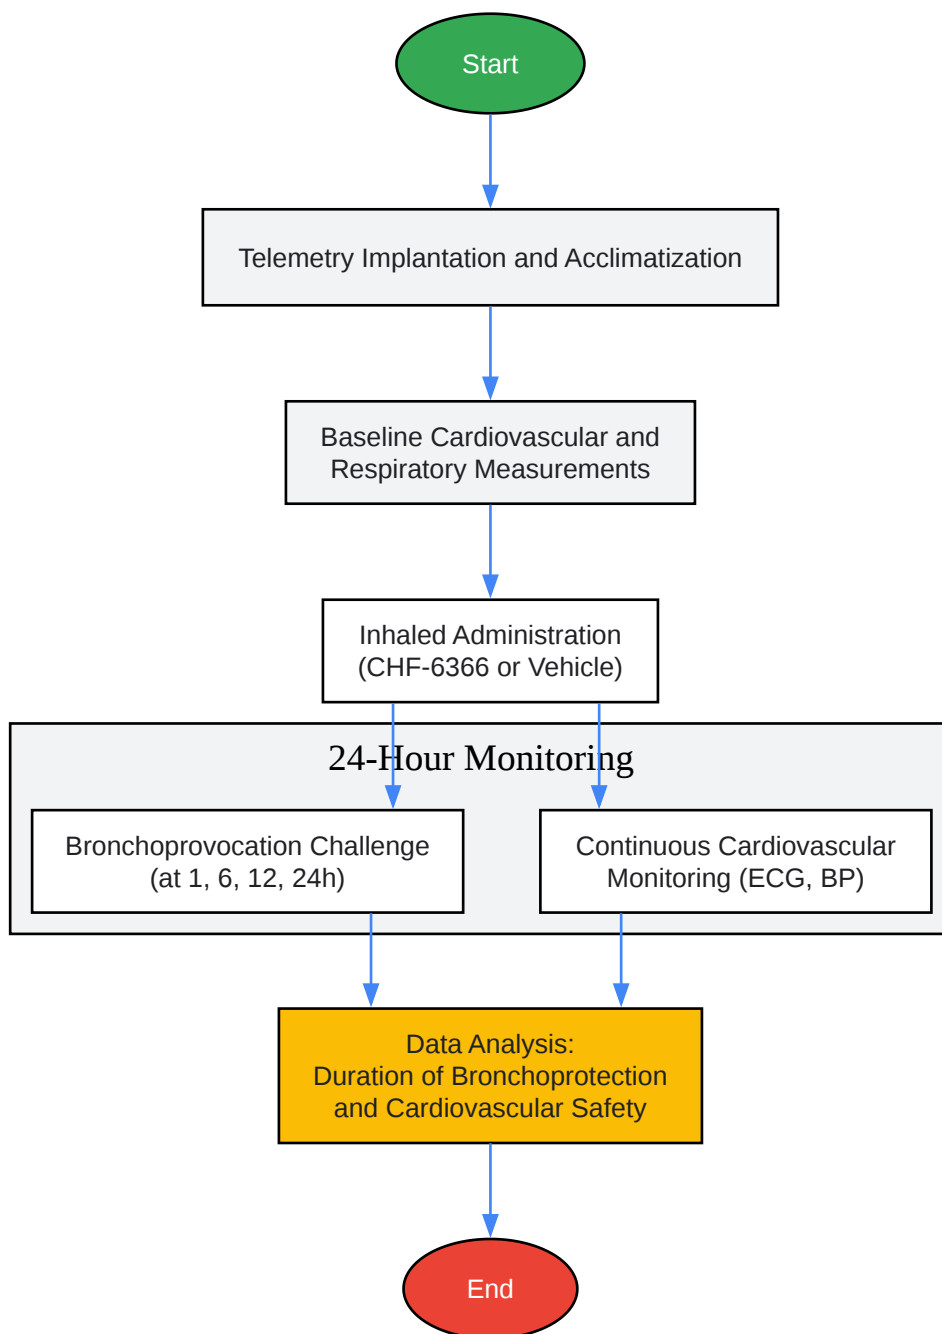 Start
Telemetry Implantation and Acclimatization
Baseline Cardiovascular and
Respiratory Measurements
Inhaled Administration
(CHF-6366 or Vehicle)
24-Hour Monitoring
Bronchoprovocation Challenge
(at 1, 6, 12, 24h)
Continuous Cardiovascular
Monitoring (ECG, BP)
Data Analysis:
Duration of Bronchoprotection
and Cardiovascular Safety
End